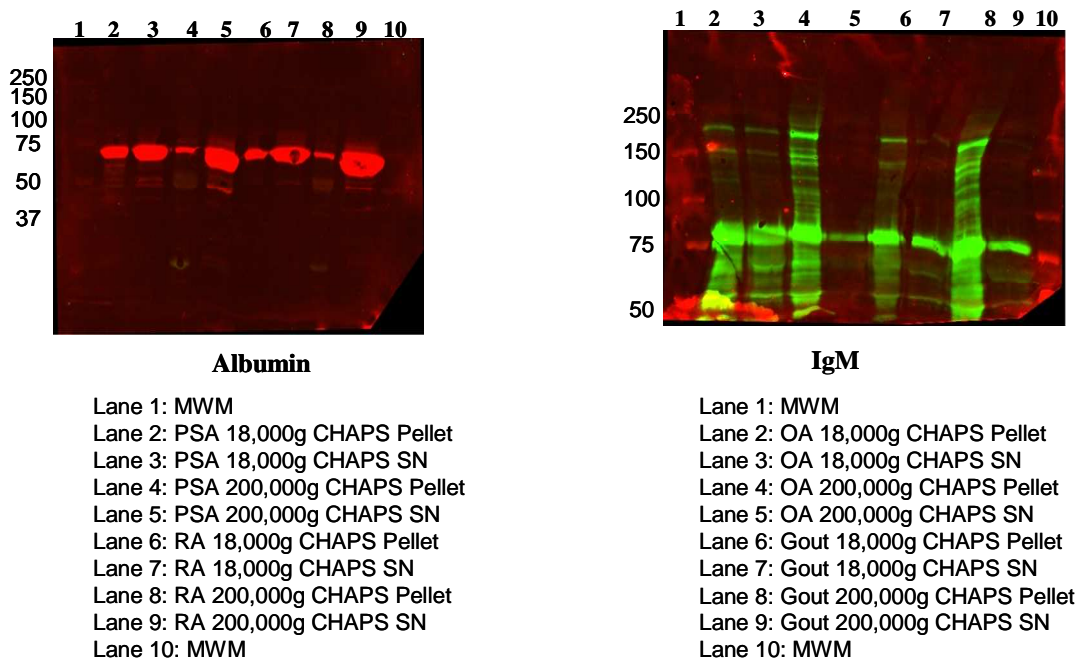 1 2 3 4 5 6 7 8 9 10
250
150
100
75
50
37
Albumin
Lane 1: MWM
Lane 2: PSA 18,000g CHAPS Pellet
Lane 3: PSA 18,000g CHAPS SN
Lane 4: PSA 200,000g CHAPS Pellet
Lane 5: PSA 200,000g CHAPS SN
Lane 6: RA 18,000g CHAPS Pellet
Lane 7: RA 18,000g CHAPS SN
Lane 8: RA 200,000g CHAPS Pellet
Lane 9: RA 200,000g CHAPS SN
Lane 10: MWM
1 2 3 4 5 6 7 8 9 10
250
150
100
75
50
IgM
Lane 1: MWM
Lane 2: OA 18,000g CHAPS Pellet
Lane 3: OA 18,000g CHAPS SN
Lane 4: OA 200,000g CHAPS Pellet
Lane 5: OA 200,000g CHAPS SN
Lane 6: Gout 18,000g CHAPS Pellet
Lane 7: Gout 18,000g CHAPS SN
Lane 8: Gout 200,000g CHAPS Pellet
Lane 9: Gout 200,000g CHAPS SN
Lane 10: MWM